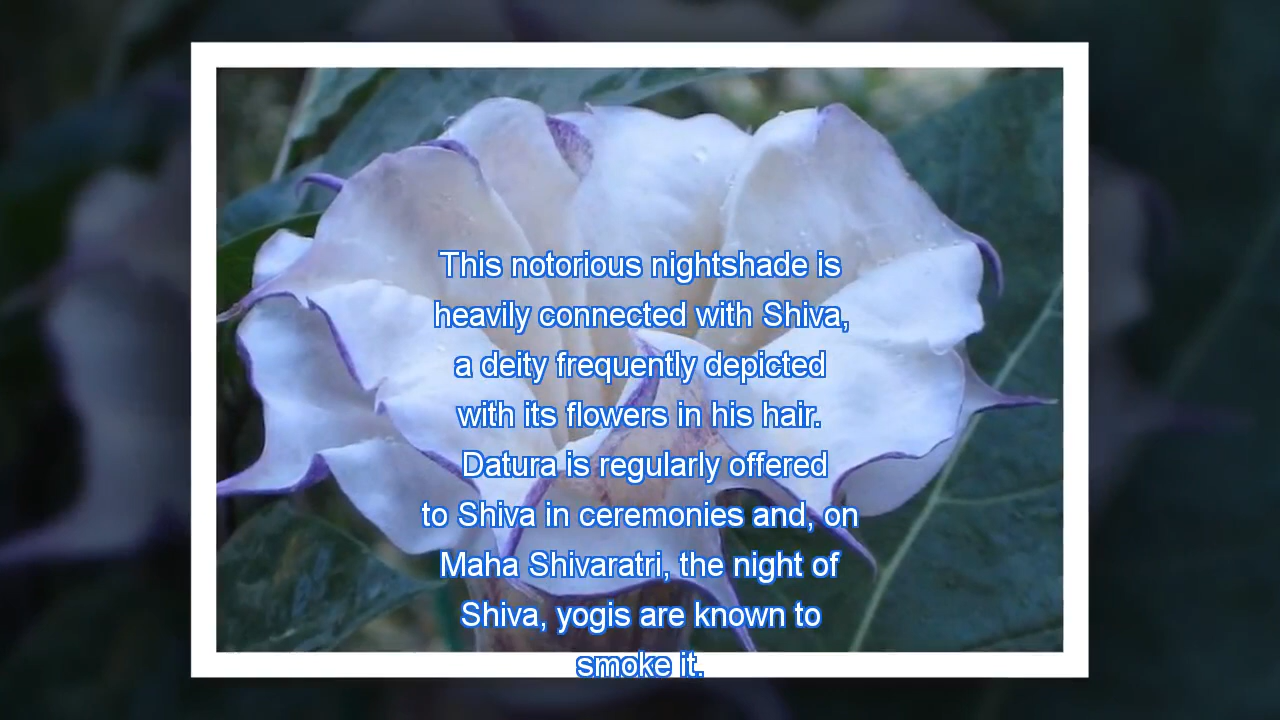 This notorious nightshade is
heavily connected with Shiva,
a deity frequently depicted
with its flowers in his hair.
Datura is regularly offered
to Shiva in ceremonies and, on
Maha Shivaratri, the night of
Shiva, yogis are known to
smoke it.